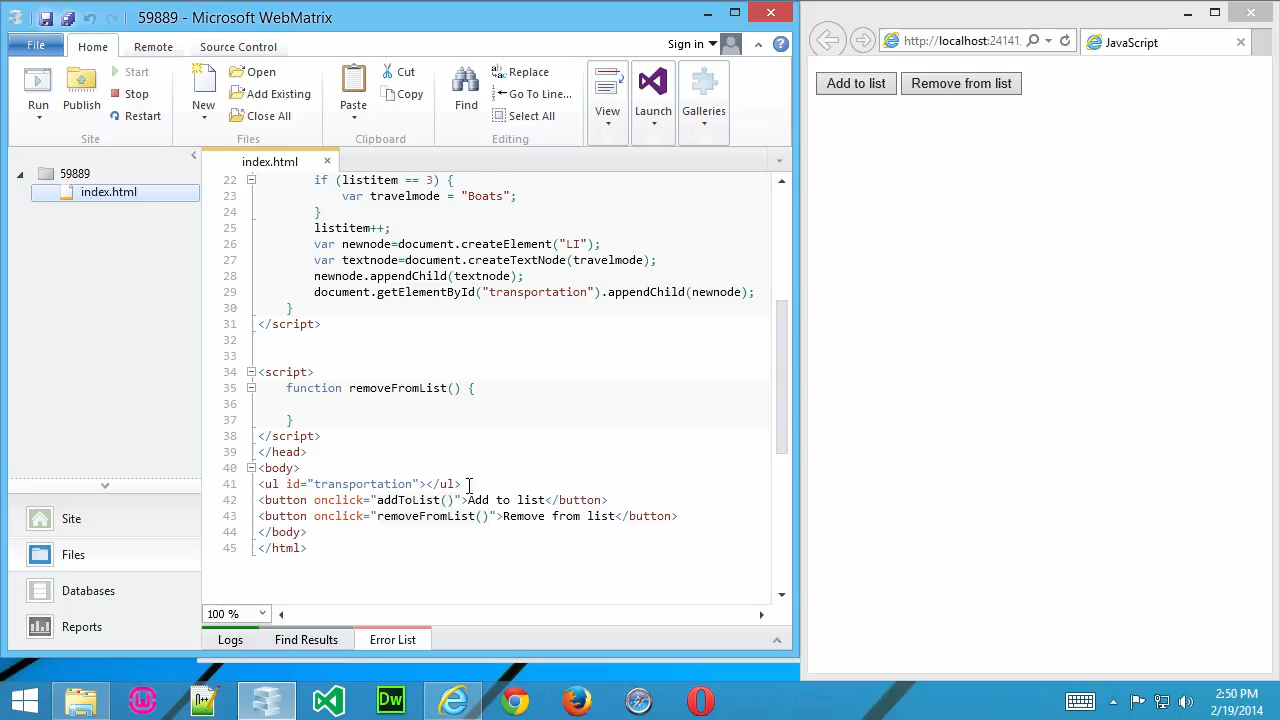 59889 - Microsoft WebMatrix
File
Home
Remote
Source Control
Sign in
Run
Publish
Start
Stop
Restart
Site
New
Open
Add Existing
Close All
Files
Paste
Cut
Copy
Clipboard
Find
Replace
Go To Line...
Select All
Editing
View
Launch
Galleries
59889
index.html
Site
Files
Databases
Reports
index.html
22 if (listitem == 3) {
23 var travelmode = "Boats";
24 }
25 listitem++;
26 var newnode=document.createElement("LI");
27 var textnode=document.createTextNode(travelmode);
28 newnode.appendChild(textnode);
29 document.getElementById("transportation").appendChild(newnode);
30 }
31 </script>
32
33
34 <script>
35 function removeFromList() {
36
37 }
38 </script>
39 </head>
40 <body>
41 <ul id="transportation"></ul>
42 <button onclick="addToList()">Add to list</button>
43 <button onclick="removeFromList()">Remove from list</button>
44 </body>
45 </html>
100 %
Logs
Find Results
Error List
http://localhost:24141
JavaScript
Add to list
Remove from list
Dw
2:50 PM
2/19/2014